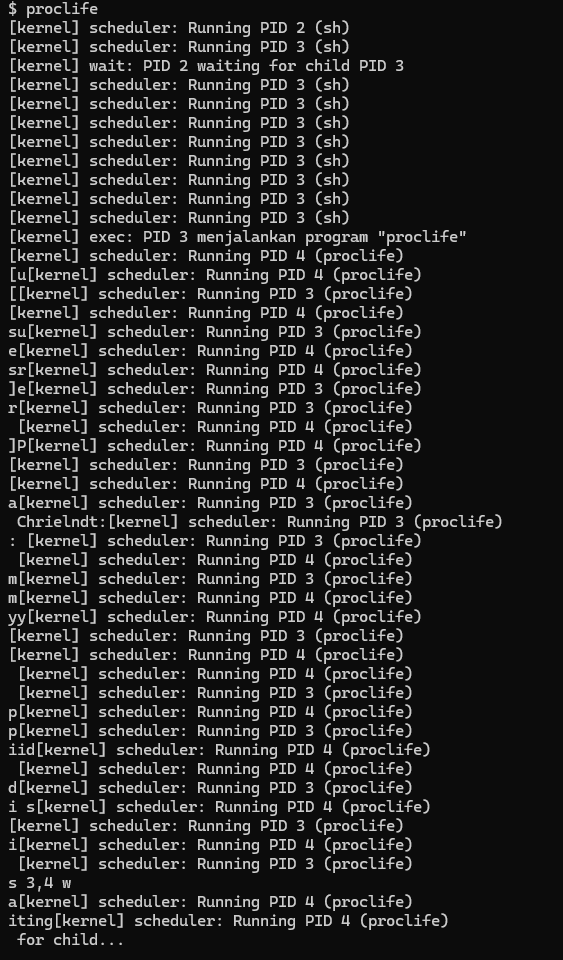 $ proclife
[kernel] scheduler: Running PID 2 (sh)
[kernel] scheduler: Running PID 3 (sh)
[kernel] wait: PID 2 waiting for child PID 3
[kernel] scheduler: Running PID 3 (sh)
[kernel] scheduler: Running PID 3 (sh)
[kernel] scheduler: Running PID 3 (sh)
[kernel] scheduler: Running PID 3 (sh)
[kernel] scheduler: Running PID 3 (sh)
[kernel] scheduler: Running PID 3 (sh)
[kernel] scheduler: Running PID 3 (sh)
[kernel] scheduler: Running PID 3 (sh)
[kernel] exec: PID 3 menjalankan program "proclife"
[kernel] scheduler: Running PID 4 (proclife)
[u[kernel] scheduler: Running PID 4 (proclife)
[[kernel] scheduler: Running PID 3 (proclife)
[kernel] scheduler: Running PID 4 (proclife)
su[kernel] scheduler: Running PID 3 (proclife)
e[kernel] scheduler: Running PID 4 (proclife)
sr[kernel] scheduler: Running PID 4 (proclife)
]e[kernel] scheduler: Running PID 3 (proclife)
r[kernel] scheduler: Running PID 3 (proclife)
 [kernel] scheduler: Running PID 4 (proclife)
]P[kernel] scheduler: Running PID 4 (proclife)
[kernel] scheduler: Running PID 3 (proclife)
[kernel] scheduler: Running PID 4 (proclife)
a[kernel] scheduler: Running PID 3 (proclife)
 Chrielndt:[kernel] scheduler: Running PID 3 (proclife)
: [kernel] scheduler: Running PID 3 (proclife)
 [kernel] scheduler: Running PID 4 (proclife)
m[kernel] scheduler: Running PID 3 (proclife)
m[kernel] scheduler: Running PID 4 (proclife)
yy[kernel] scheduler: Running PID 4 (proclife)
[kernel] scheduler: Running PID 3 (proclife)
[kernel] scheduler: Running PID 4 (proclife)
 [kernel] scheduler: Running PID 4 (proclife)
 [kernel] scheduler: Running PID 3 (proclife)
p[kernel] scheduler: Running PID 4 (proclife)
p[kernel] scheduler: Running PID 3 (proclife)
iid[kernel] scheduler: Running PID 4 (proclife)
 [kernel] scheduler: Running PID 4 (proclife)
d[kernel] scheduler: Running PID 3 (proclife)
i s[kernel] scheduler: Running PID 4 (proclife)
[kernel] scheduler: Running PID 3 (proclife)
i[kernel] scheduler: Running PID 4 (proclife)
 [kernel] scheduler: Running PID 3 (proclife)
s 3,4 w
a[kernel] scheduler: Running PID 4 (proclife)
iting[kernel] scheduler: Running PID 4 (proclife)
 for child...